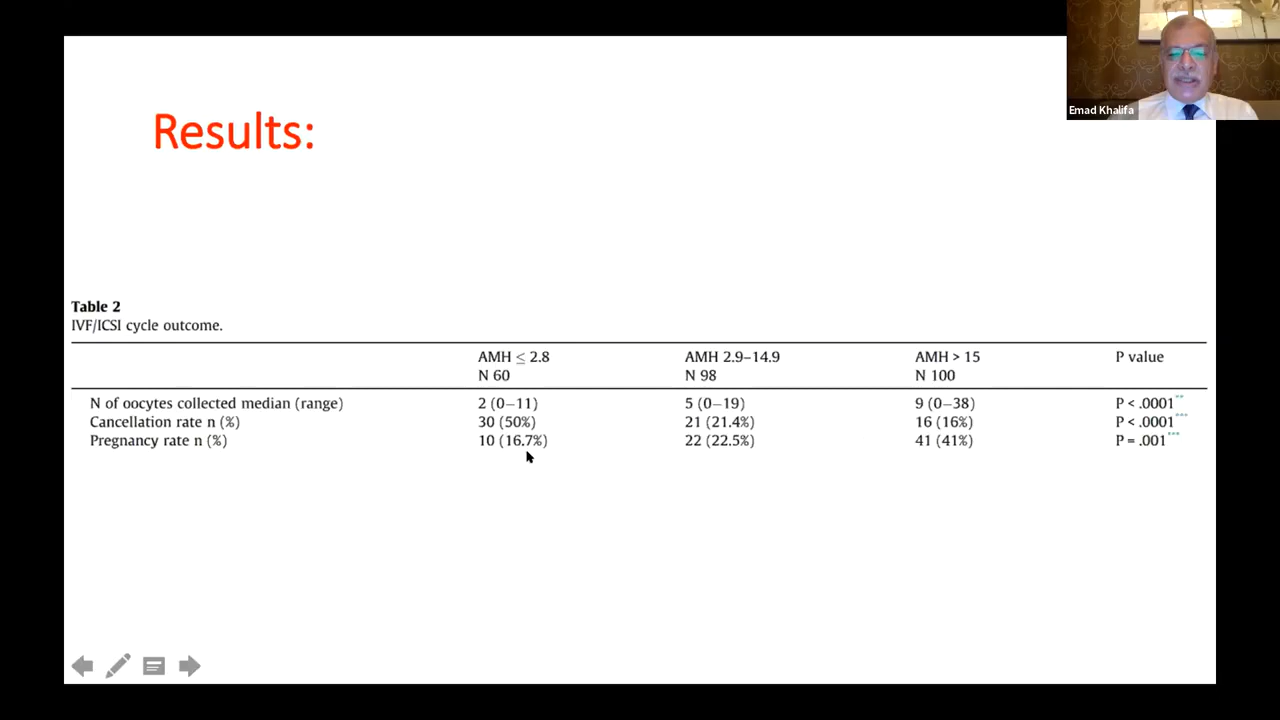 Emad Khalifa
Results:
Table 2
IVF/ICSI cycle outcome.
AMH ≤ 2.8 AMH 2.9–14.9 AMH > 15 P value
N 60 N 98 N 100
N of oocytes collected median (range) 2 (0–11) 5 (0–19) 9 (0–38) P < .0001**
Cancellation rate n (%) 30 (50%) 21 (21.4%) 16 (16%) P < .0001***
Pregnancy rate n (%) 10 (16.7%) 22 (22.5%) 41 (41%) P = .001***